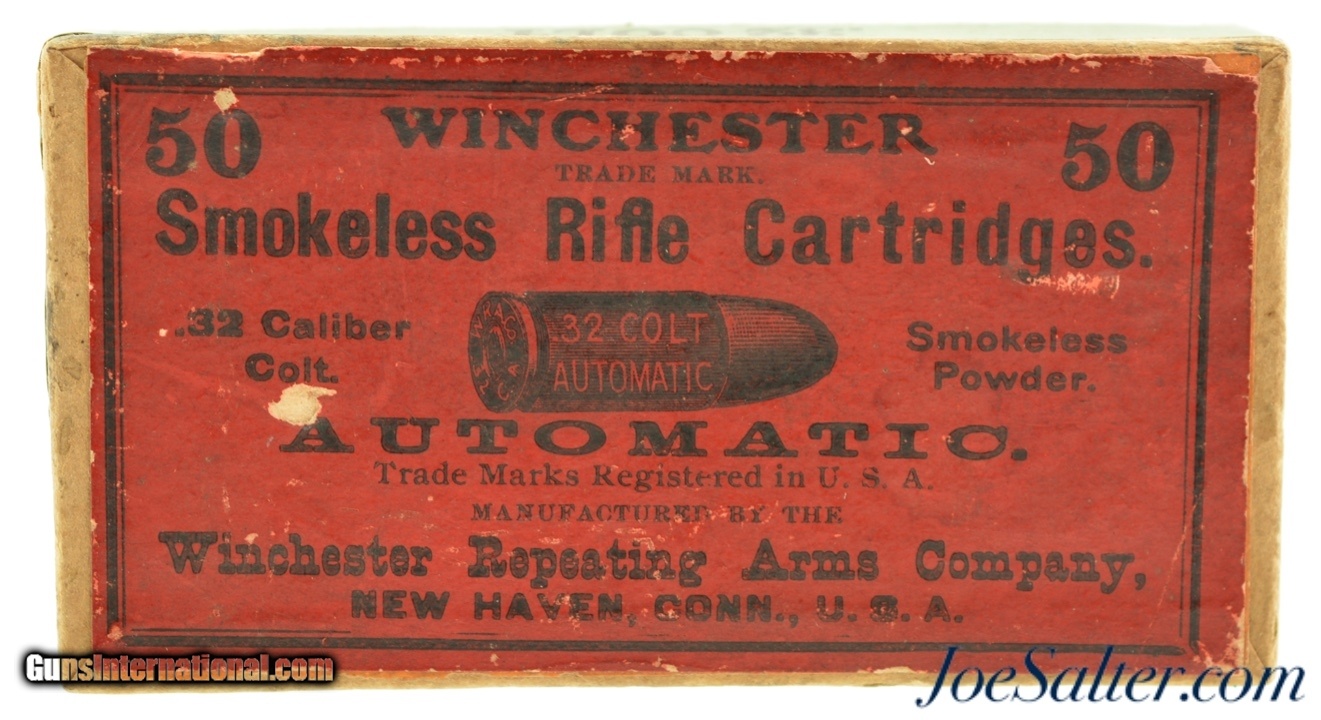 50 WINCHESTER 50
TRADE MARK.
Smokeless Rifle Cartridges.
.32 Caliber
Colt.
32 COLT
AUTOMATIC
Smokeless
Powder.
AUTOMATIC.
Trade Marks Registered in U. S. A.
MANUFACTURED BY THE
Winchester Repeating Arms Company,
NEW HAVEN, CONN., U. S. A.
GunsInternational.com
JoeSalter.com